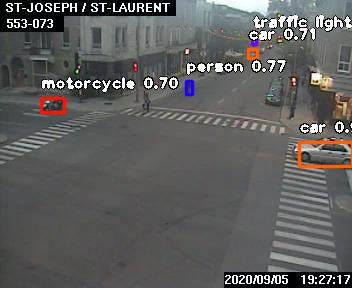 ST-JOSEPH / ST-LAURENT
553-073
traffic light
car 0.71
person 0.77
motorcycle 0.70
car 0.
2020/09/05 19:27:17